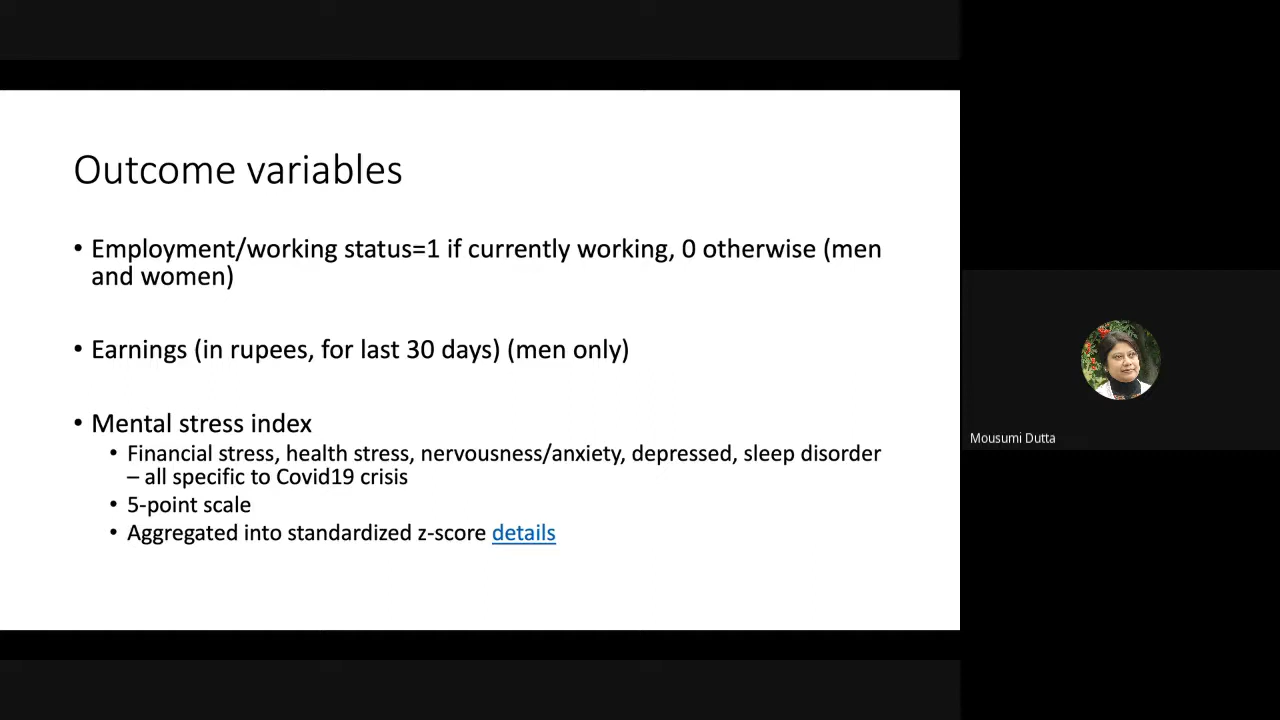 Outcome variables
• Employment/working status=1 if currently working, 0 otherwise (men
and women)
• Earnings (in rupees, for last 30 days) (men only)
• Mental stress index
• Financial stress, health stress, nervousness/anxiety, depressed, sleep disorder
– all specific to Covid19 crisis
• 5-point scale
• Aggregated into standardized z-score details
Mousumi Dutta